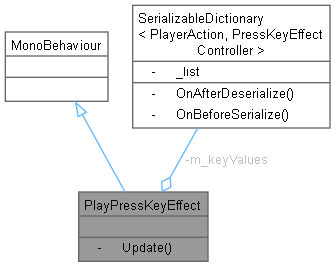 MonoBehaviour
SerializableDictionary
< PlayerAction, PressKeyEffect
Controller >
- _list
- OnAfterDeserialize()
- OnBeforeSerialize()
-m_keyValues
PlayPressKeyEffect
- Update()